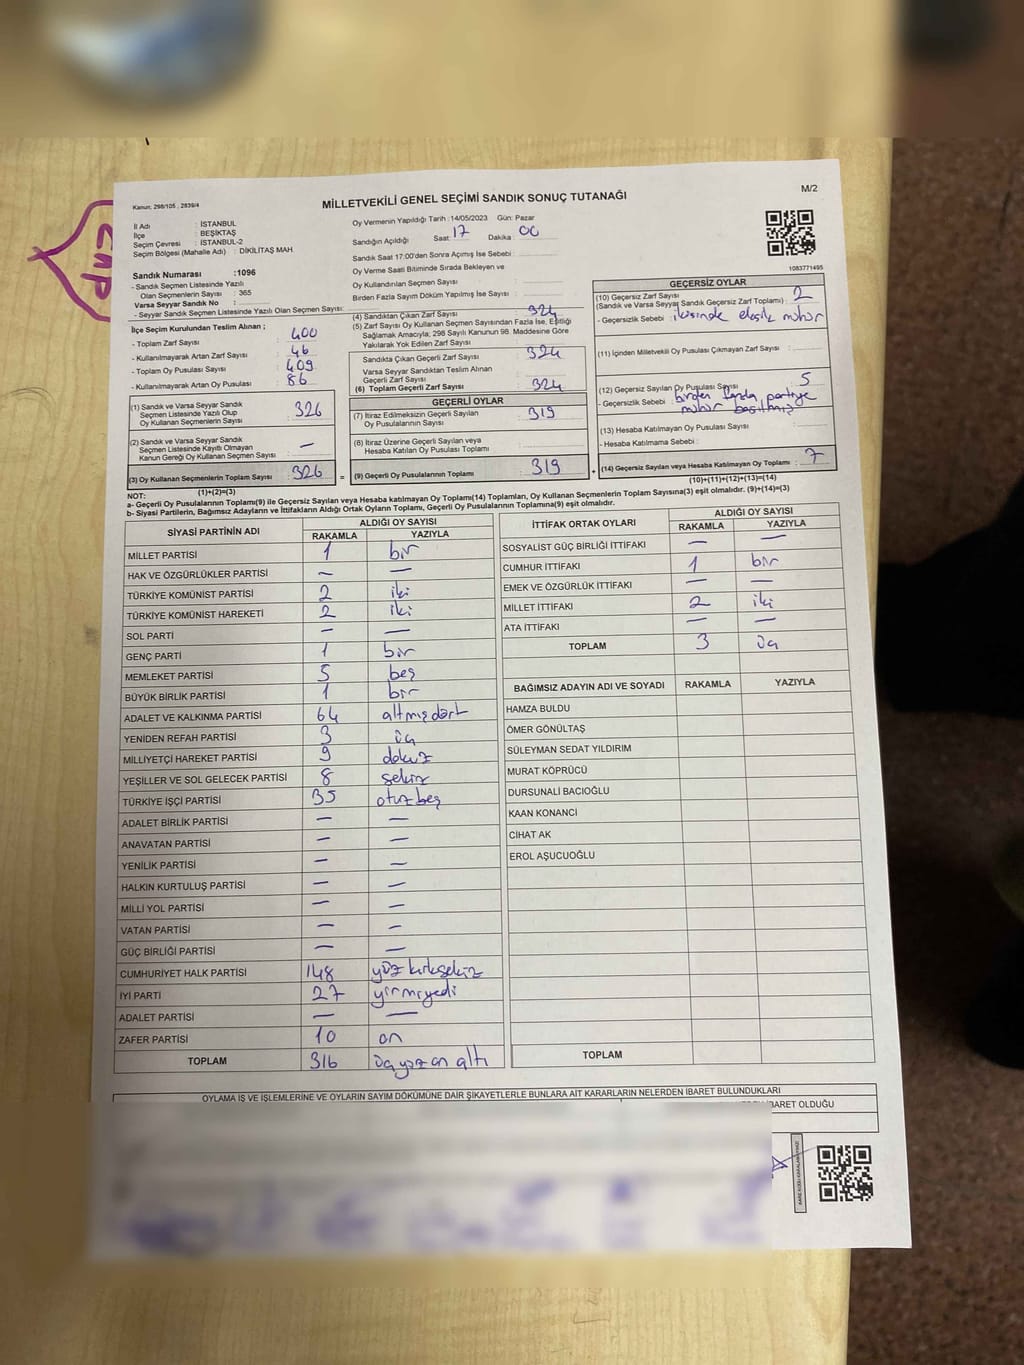 Kanun; 298/105 , 2839/4
MİLLETVEKİLİ GENEL SEÇİMİ SANDIK SONUÇ TUTANAĞI
M/2
İl Adı : İSTANBUL
İlçe : BEŞİKTAŞ
Seçim Çevresi : İSTANBUL-2
Seçim Bölgesi (Mahalle Adı) : DİKİLİTAŞ MAH.
Sandık Numarası :1096
- Sandık Seçmen Listesinde Yazılı
Olan Seçmenlerin Sayısı : 365
Varsa Seyyar Sandık No :
- Seyyar Sandık Seçmen Listesinde Yazılı Olan Seçmen Sayısı:
Oy Vermenin Yapıldığı Tarih :14/05/2023 Gün: Pazar
Sandığın Açıldığı Saat 17 Dakika : 00
Sandık Saat 17:00'den Sonra Açımış İse Sebebi :
Oy Verme Saati Bitiminde Sırada Bekleyen ve
Oy Kullandırılan Seçmen Sayısı :
Birden Fazla Sayım Döküm Yapılmış İse Sayısı :
1083771495
İlçe Seçim Kurulundan Teslim Alınan ;
- Toplam Zarf Sayısı : 400
- Kullanılmayarak Artan Zarf Sayısı : 46
- Toplam Oy Pusulası Sayısı : 409
- Kullanılmayarak Artan Oy Pusulası : 86
(1) Sandık ve Varsa Seyyar Sandık
Seçmen Listesinde Yazılı Olup
Oy Kullanan Seçmenlerin Sayısı : 326
(2) Sandık ve Varsa Seyyar Sandık
Seçmen Listesinde Kayıtlı Olmayan
Kanun Gereği Oy Kullanan Seçmen Sayısı : —
(3) Oy Kullanan Seçmenlerin Toplam Sayısı : 326 =
(1)+(2)=(3)
(4) Sandıktan Çıkan Zarf Sayısı : 324
(5) Zarf Sayısı Oy Kullanan Seçmen Sayısından Fazla İse, Eşitliği
Sağlamak Amacıyla; 298 Sayılı Kanunun 98. Maddesine Göre
Yakılarak Yok Edilen Zarf Sayısı :
Sandıkta Çıkan Geçerli Zarf Sayısı : 324
Varsa Seyyar Sandıktan Teslim Alınan
Geçerli Zarf Sayısı :
(6) Toplam Geçerli Zarf Sayısı : 324
GEÇERLİ OYLAR
(7) İtiraz Edilmeksizin Geçerli Sayılan
Oy Pusulalarının Sayısı : 319
(8) İtiraz Üzerine Geçerli Sayılan veya
Hesaba Katılan Oy Pusulası Toplamı :
(9) Geçerli Oy Pusulalarının Toplamı : 319 +
GEÇERSİZ OYLAR
(10) Geçersiz Zarf Sayısı
(Sandık ve Varsa Seyyar Sandık Geçersiz Zarf Toplamı) : 2
- Geçersizlik Sebebi : ikisinde mühür
(11) İçinden Milletvekili Oy Pusulası Çıkmayan Zarf Sayısı :
(12) Geçersiz Sayılan Oy Pusulası Sayısı : 5
- Geçersizlik Sebebi : birden fazla partiye
mühür basılmış
(13) Hesaba Katılmayan Oy Pusulası Sayısı :
- Hesaba Katılmama Sebebi :
(14) Geçersiz Sayılan veya Hesaba Katılmayan Oy Toplamı : 7
(10)+(11)+(12)+(13)=(14)
NOT:
a- Geçerli Oy Pusulalarının Toplamı(9) ile Geçersiz Sayılan veya Hesaba katılmayan Oy Toplamı(14) Toplamları, Oy Kullanan Seçmenlerin Toplam Sayısına(3) eşit olmalıdır. (9)+(14)=(3)
b- Siyasi Partilerin, Bağımsız Adayların ve İttifakların Aldığı Ortak Oyların Toplamı, Geçerli Oy Pusulalarının Toplamına(9) eşit olmalıdır.
SİYASİ PARTİNİN ADI ALDIĞI OY SAYISI
RAKAMLA YAZIYLA
MİLLET PARTİSİ 1 bir
HAK VE ÖZGÜRLÜKLER PARTİSİ — —
TÜRKİYE KOMÜNİST PARTİSİ 2 iki
TÜRKİYE KOMÜNİST HAREKETİ 2 iki
SOL PARTİ — —
GENÇ PARTİ 1 bir
MEMLEKET PARTİSİ 5 beş
BÜYÜK BİRLİK PARTİSİ 1 bir
ADALET VE KALKINMA PARTİSİ 64 altmışdört
YENİDEN REFAH PARTİSİ 3 üç
MİLLİYETÇİ HAREKET PARTİSİ 9 dokuz
YEŞİLLER VE SOL GELECEK PARTİSİ 8 sekiz
TÜRKİYE İŞÇİ PARTİSİ 35 otuzbeş
ADALET BİRLİK PARTİSİ — —
ANAVATAN PARTİSİ — —
YENİLİK PARTİSİ — —
HALKIN KURTULUŞ PARTİSİ — —
MİLLİ YOL PARTİSİ — —
VATAN PARTİSİ — —
GÜÇ BİRLİĞİ PARTİSİ — —
CUMHURİYET HALK PARTİSİ 148 yüz kırksekiz
İYİ PARTİ 27 yirmiyedi
ADALET PARTİSİ — —
ZAFER PARTİSİ 10 on
TOPLAM 316 üçyüz on altı
İTTİFAK ORTAK OYLARI ALDIĞI OY SAYISI
RAKAMLA YAZIYLA
SOSYALİST GÜÇ BİRLİĞİ İTTİFAKI — —
CUMHUR İTTİFAKI 1 bir
EMEK VE ÖZGÜRLÜK İTTİFAKI — —
MİLLET İTTİFAKI 2 iki
ATA İTTİFAKI — —
TOPLAM 3 üç
BAĞIMSIZ ADAYIN ADI VE SOYADI RAKAMLA YAZIYLA
HAMZA BULDU
ÖMER GÖNÜLTAŞ
SÜLEYMAN SEDAT YILDIRIM
MURAT KÖPRÜCÜ
DURSUNALİ BACIOĞLU
KAAN KONANCİ
CİHAT AK
EROL AŞUCUOĞLU
TOPLAM
OYLAMA İŞ VE İŞLEMLERİNE VE OYLARIN SAYIM DÖKÜMÜNE DAİR ŞİKAYETLERLE BUNLARA AİT KARARLARIN NELERDEN İBARET BULUNDUKLARI
İBARET OLDUĞU